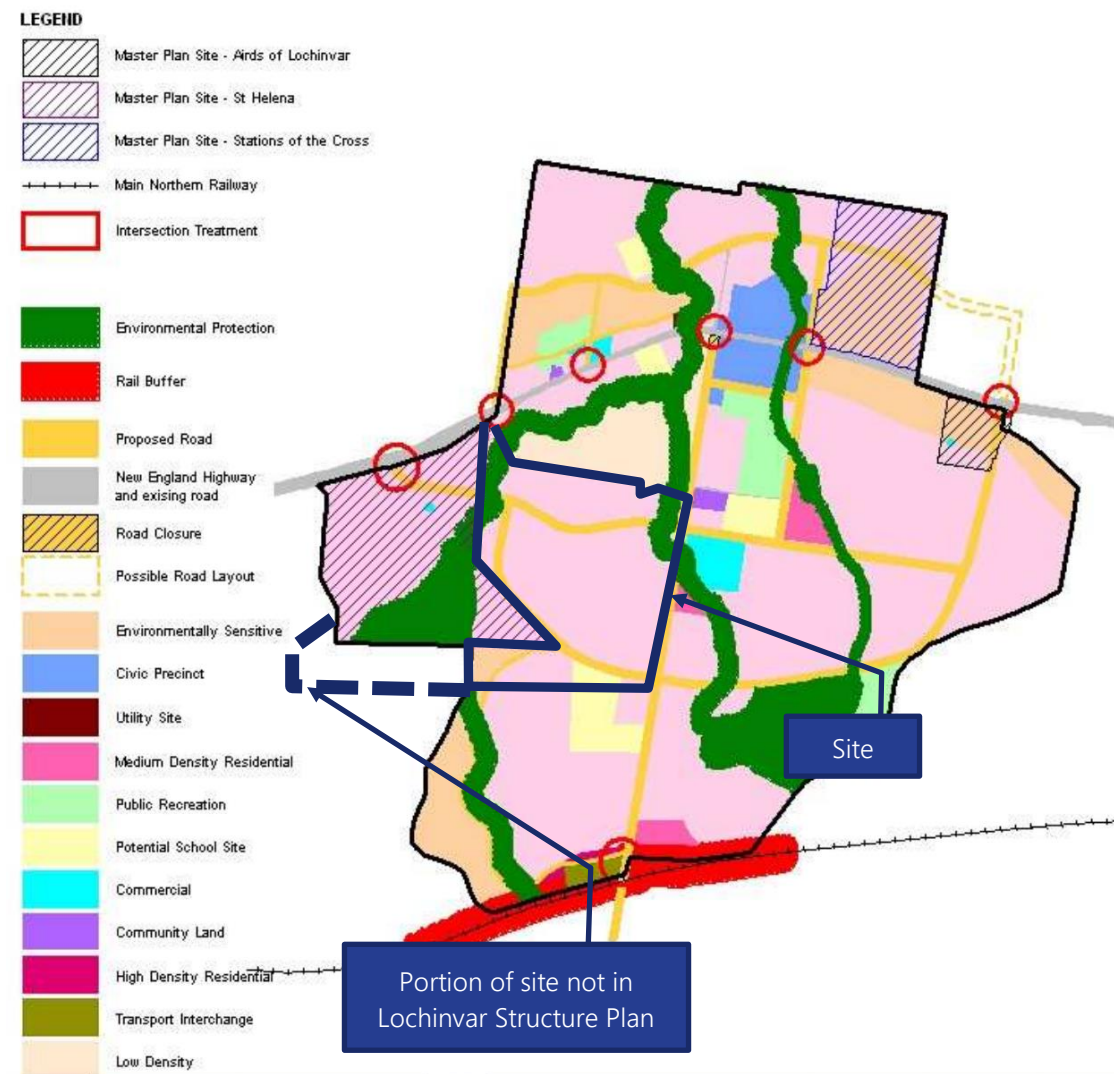 LEGEND
Master Plan Site - Airds of Lochinvar
Master Plan Site - St Helena
Master Plan Site - Stations of the Cross
Main Northern Railway
Intersection Treatment
Environmental Protection
Rail Buffer
Proposed Road
New England Highway
and exising road
Road Closure
Possible Road Layout
Environmentally Sensitive
Civic Precinct
Utility Site
Medium Density Residential
Public Recreation
Potential School Site
Commercial
Community Land
High Density Residential
Transport Interchange
Low Density
Site
Portion of site not in
Lochinvar Structure Plan